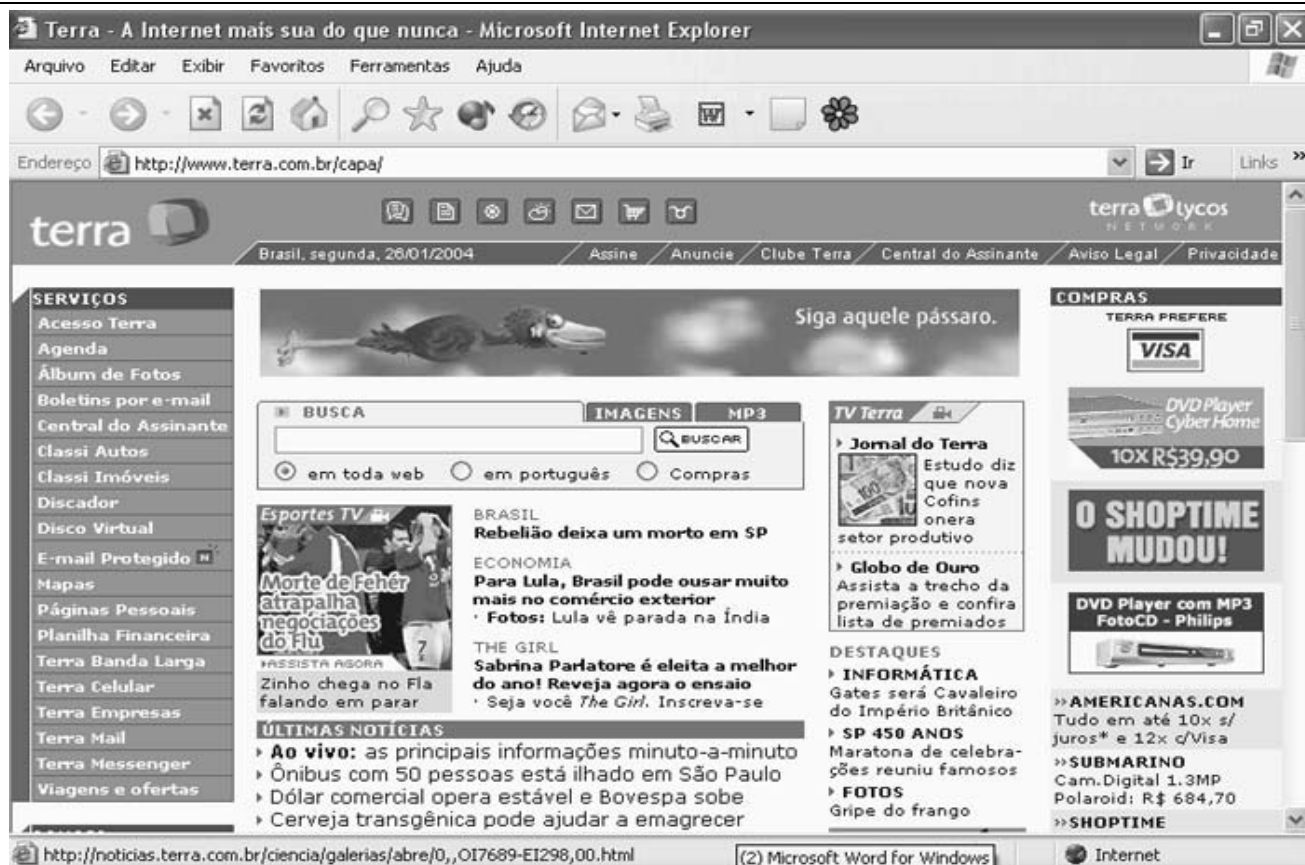 Terra - A Internet mais sua do que nunca - Microsoft Internet Explorer
Arquivo Editar Exibir Favoritos Ferramentas Ajuda
Endereço http://www.terra.com.br/capa/ Ir Links »
terra
terra lycos
NETWORK
Brasil, segunda, 26/01/2004 Assine Anuncie Clube Terra Central do Assinante Aviso Legal Privacidade
SERVIÇOS
Acesso Terra
Agenda
Álbum de Fotos
Boletins por e-mail
Central do Assinante
Classi Autos
Classi Imóveis
Discador
Disco Virtual
E-mail Protegido N
Mapas
Páginas Pessoais
Planilha Financeira
Terra Banda Larga
Terra Celular
Terra Empresas
Terra Mail
Terra Messenger
Viagens e ofertas
Siga aquele pássaro.
BUSCA IMAGENS MP3
BUSCAR
em toda web em português Compras
Esportes TV
Morte de Fehér
atrapalha
negociações
do Flu
ASSISTA AGORA
Zinho chega no Fla
falando em parar
BRASIL
Rebelião deixa um morto em SP
ECONOMIA
Para Lula, Brasil pode ousar muito
mais no comércio exterior
· Fotos: Lula vê parada na Índia
THE GIRL
Sabrina Parlatore é eleita a melhor
do ano! Reveja agora o ensaio
· Seja você The Girl. Inscreva-se
ÚLTIMAS NOTÍCIAS
Ao vivo: as principais informações minuto-a-minuto
Ônibus com 50 pessoas está ilhado em São Paulo
Dólar comercial opera estável e Bovespa sobe
Cerveja transgênica pode ajudar a emagrecer
TV Terra
Jornal do Terra
Estudo diz
que nova
Cofins
onera
setor produtivo
Globo de Ouro
Assista a trecho da
premiação e confira
lista de premiados
DESTAQUES
INFORMÁTICA
Gates será Cavaleiro
do Império Britânico
SP 450 ANOS
Maratona de celebra-
ções reuniu famosos
FOTOS
Gripe do frango
COMPRAS
TERRA PREFERE
VISA
DVD Player
Cyber Home
10X R$39,90
O SHOPTIME
MUDOU!
DVD Player com MP3
FotoCD - Philips
»AMERICANAS.COM
Tudo em até 10x s/
juros* e 12x c/Visa
»SUBMARINO
Cam.Digital 1.3MP
Polaroid: R$ 684,70
»SHOPTIME
http://noticias.terra.com.br/ciencia/galerias/abre/0,,OI7689-EI298,00.html (2) Microsoft Word for Windows Internet